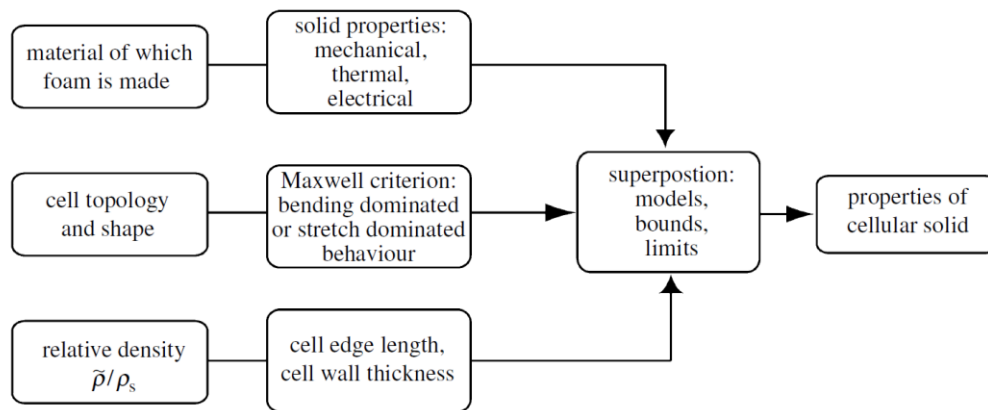 material of which
foam is made
solid properties:
mechanical,
thermal,
electrical
cell topology
and shape
Maxwell criterion:
bending dominated
or stretch dominated
behaviour
superpostion:
models,
bounds,
limits
properties of
cellular solid
relative density
ρ̃/ρs
cell edge length,
cell wall thickness